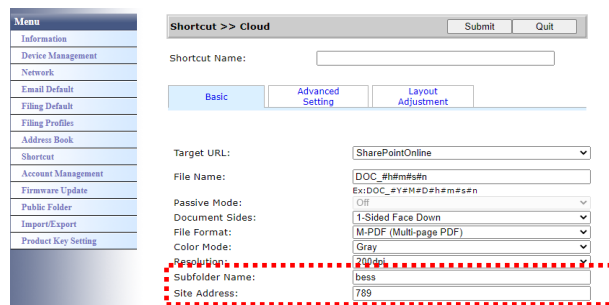 Menu
Information
Device Management
Network
Email Default
Filing Default
Filing Profiles
Address Book
Shortcut
Account Management
Firmware Update
Public Folder
Import/Export
Product Key Setting
Shortcut >> Cloud Submit Quit
Shortcut Name:
Basic
Advanced Setting
Layout Adjustment
Target URL: SharePointOnline
File Name: DOC_#h#m#s#n
Ex:DOC_#Y#M#D#h#m#s#n
Passive Mode: Off
Document Sides: 1-Sided Face Down
File Format: M-PDF (Multi-page PDF)
Color Mode: Gray
Resolution: 200dpi
Subfolder Name: bess
Site Address: 789